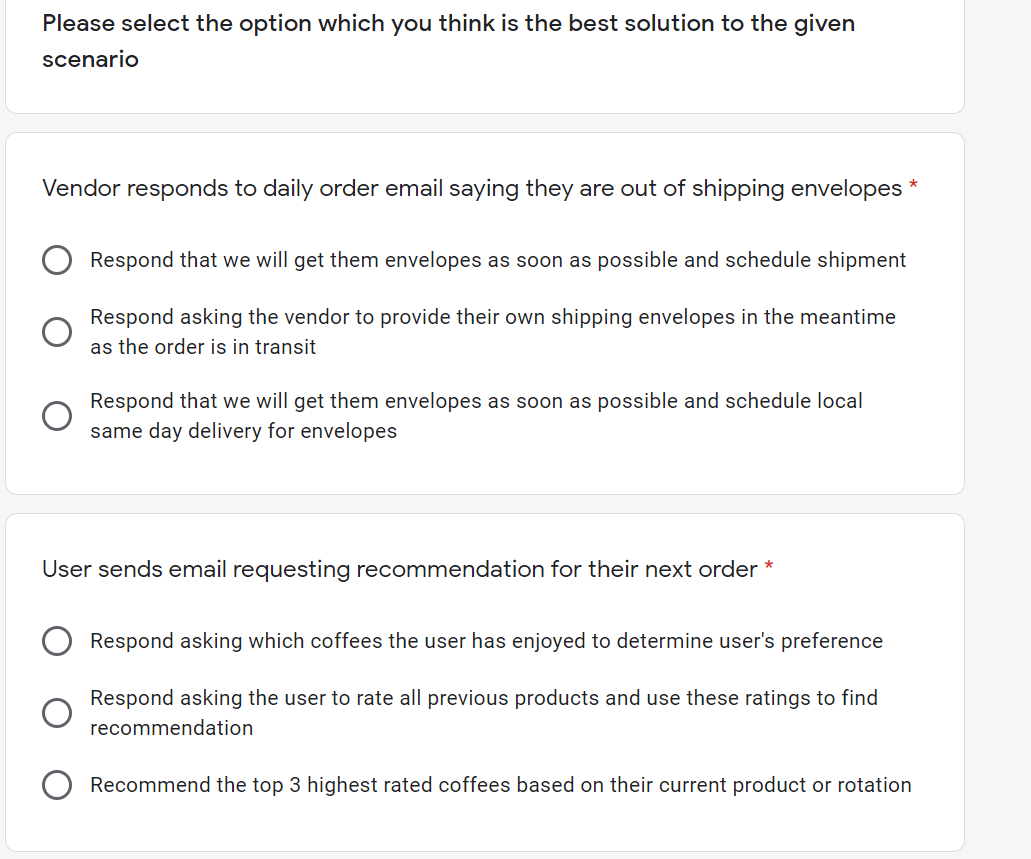 Please select the option which you think is the best solution to the given
scenario
Vendor responds to daily order email saying they are out of shipping envelopes *
Respond that we will get them envelopes as soon as possible and schedule shipment
Respond asking the vendor to provide their own shipping envelopes in the meantime
as the order is in transit
Respond that we will get them envelopes as soon as possible and schedule local
same day delivery for envelopes
User sends email requesting recommendation for their next order *
Respond asking which coffees the user has enjoyed to determine user's preference
Respond asking the user to rate all previous products and use these ratings to find
recommendation
Recommend the top 3 highest rated coffees based on their current product or rotation